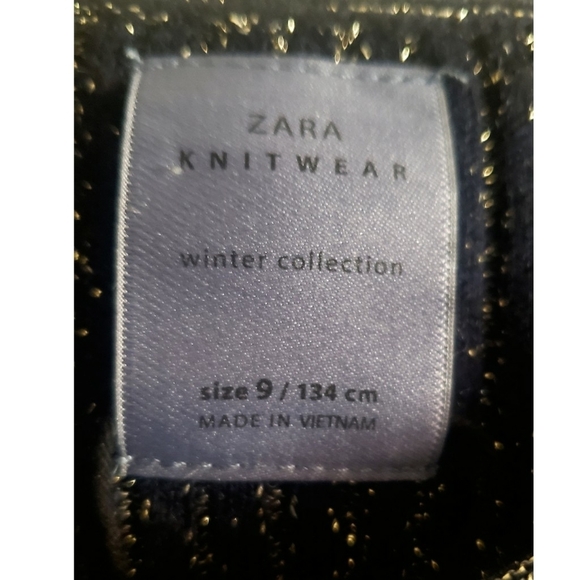 ZARA
KNITWEAR
winter collection
size 9 / 134 cm
MADE IN VIETNAM